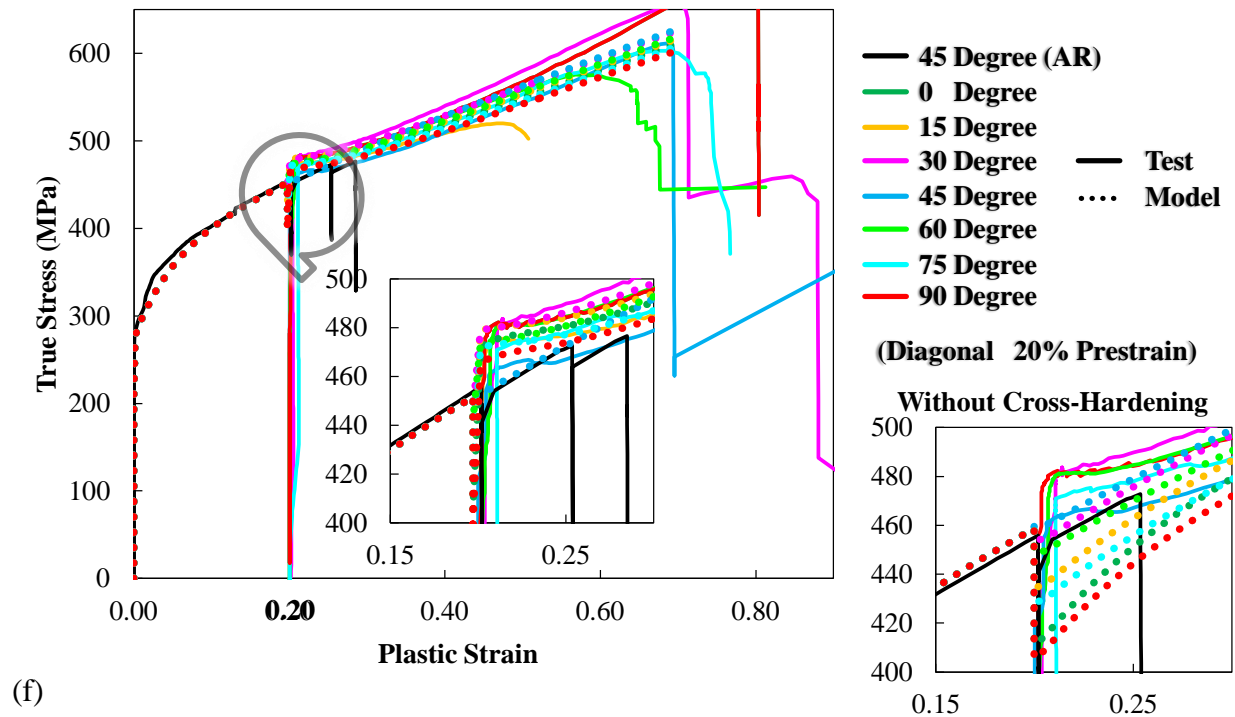 True Stress (MPa)
600
500
400
300
200
100
0
0.00
0.20
0.20
0.40
0.60
0.80
Plastic Strain
500
480
460
440
420
400
0.15
0.25
45 Degree (AR)
0 Degree
15 Degree
30 Degree
45 Degree
60 Degree
75 Degree
90 Degree
Test
Model
(Diagonal 20% Prestrain)
Without Cross-Hardening
500
480
460
440
420
400
0.15
0.25
(f)